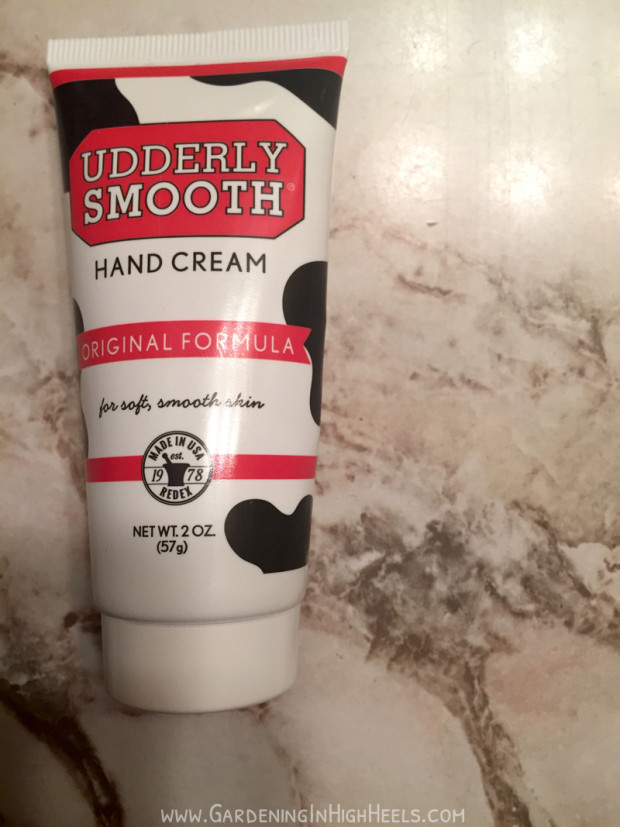 UDDERLY
SMOOTH®
HAND CREAM
ORIGINAL FORMULA
for soft, smooth skin
MADE IN USA
est.
19 78
REDEX
NET WT. 2 OZ.
(57g)
www.GardeningInHighHeels.com